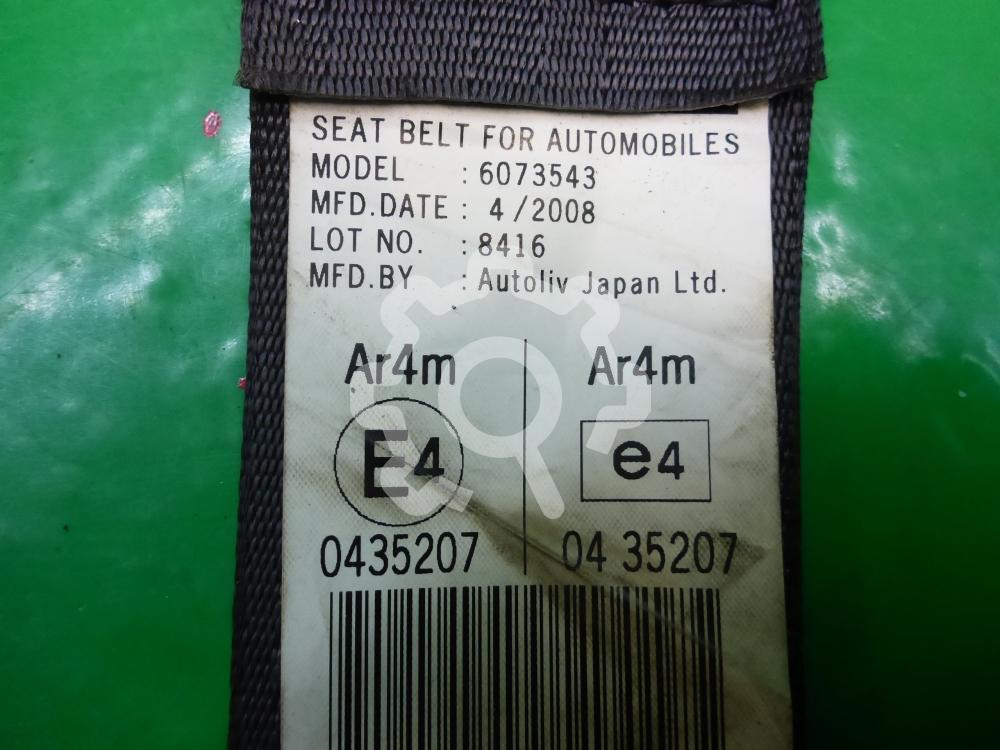 SEAT BELT FOR AUTOMOBILES
MODEL : 6073543
MFD.DATE : 4/2008
LOT NO. : 8416
MFD.BY : Autoliv Japan Ltd.
Ar4m Ar4m
E4 e4
0435207 04 35207